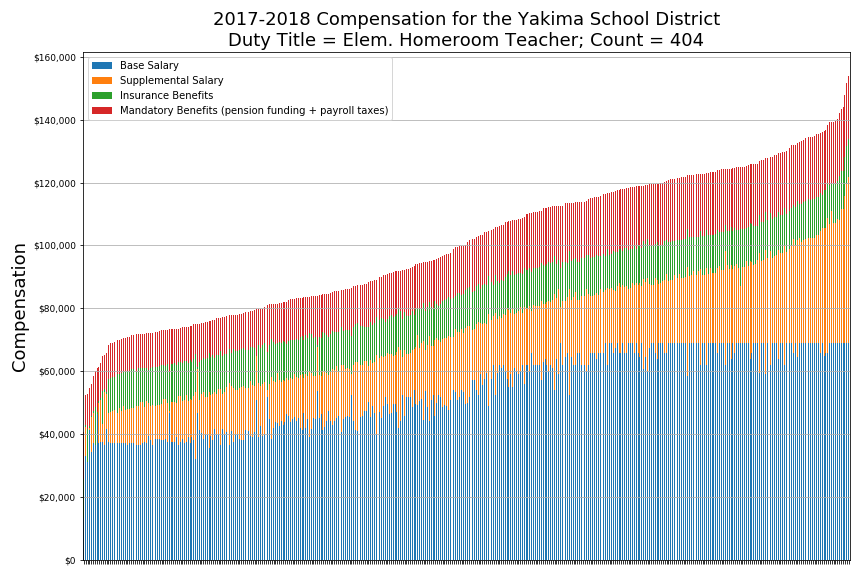 2017-2018 Compensation for the Yakima School District
Duty Title = Elem. Homeroom Teacher; Count = 404
$160,000
Base Salary
Supplemental Salary
Insurance Benefits
Mandatory Benefits (pension funding + payroll taxes)
$140,000
$120,000
$100,000
$80,000
$60,000
$40,000
$20,000
$0
Compensation